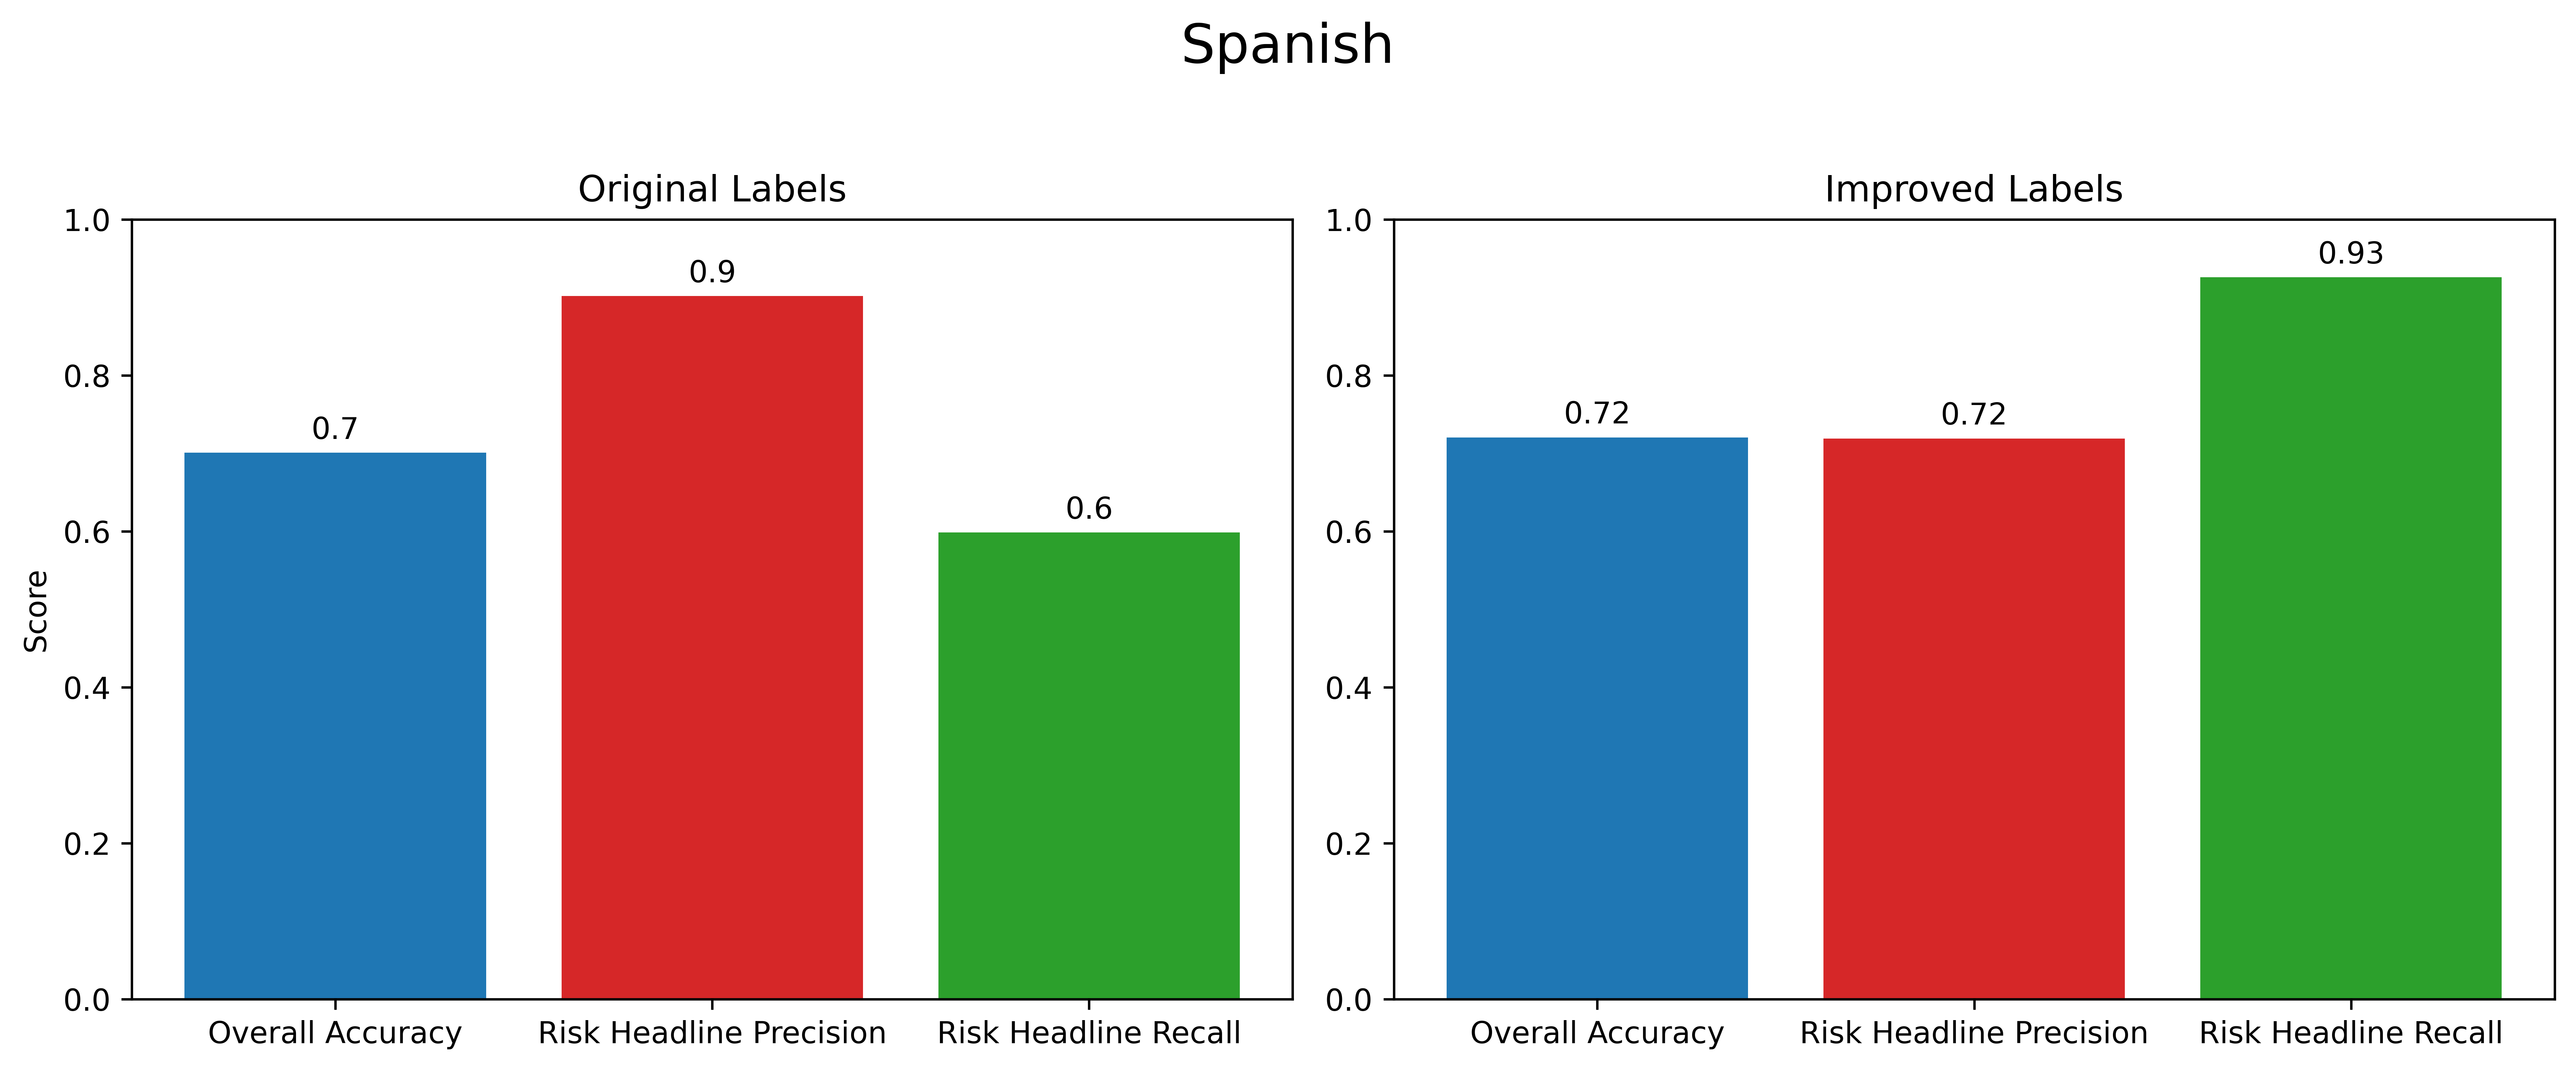 Spanish
Original Labels
Score
1.0
0.8
0.6
0.4
0.2
0.0
0.7
0.9
0.6
Overall Accuracy
Risk Headline Precision
Risk Headline Recall
Improved Labels
1.0
0.8
0.6
0.4
0.2
0.0
0.72
0.72
0.93
Overall Accuracy
Risk Headline Precision
Risk Headline Recall